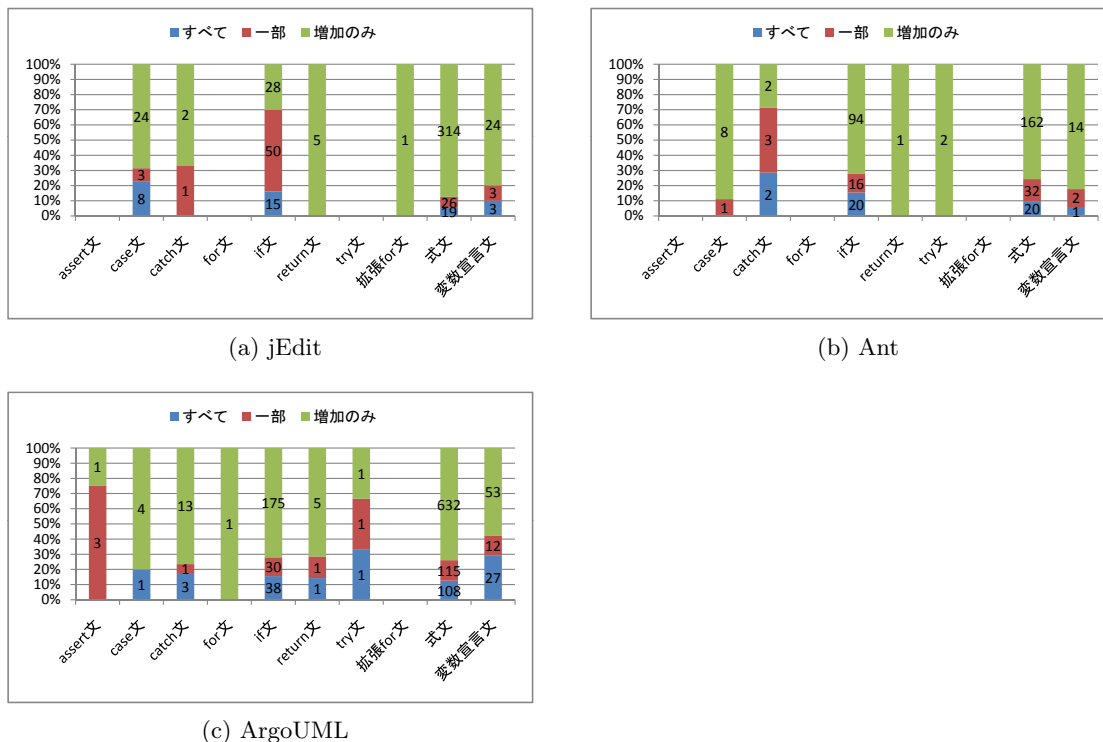 ■すべて ■一部 ■増加のみ
100%
90%
80%
70%
60%
50%
40%
30%
20%
10%
0%
24 2 28 5 1 314 24
3 1 50 26 3
8 15 19 3
assert文 case文 catch文 for文 if文 return文 try文 拡張for文 式文 変数宣言文
(a) jEdit
■すべて ■一部 ■増加のみ
100%
90%
80%
70%
60%
50%
40%
30%
20%
10%
0%
8 2 94 1 2 162 14
1 3 16 32 2
2 20 20 1
assert文 case文 catch文 for文 if文 return文 try文 拡張for文 式文 変数宣言文
(b) Ant
■すべて ■一部 ■増加のみ
100%
90%
80%
70%
60%
50%
40%
30%
20%
10%
0%
1 4 13 1 175 5 1 632 53
3 1 30 1 1 115 12
1 3 38 1 1 108 27
assert文 case文 catch文 for文 if文 return文 try文 拡張for文 式文 変数宣言文
(c) ArgoUML